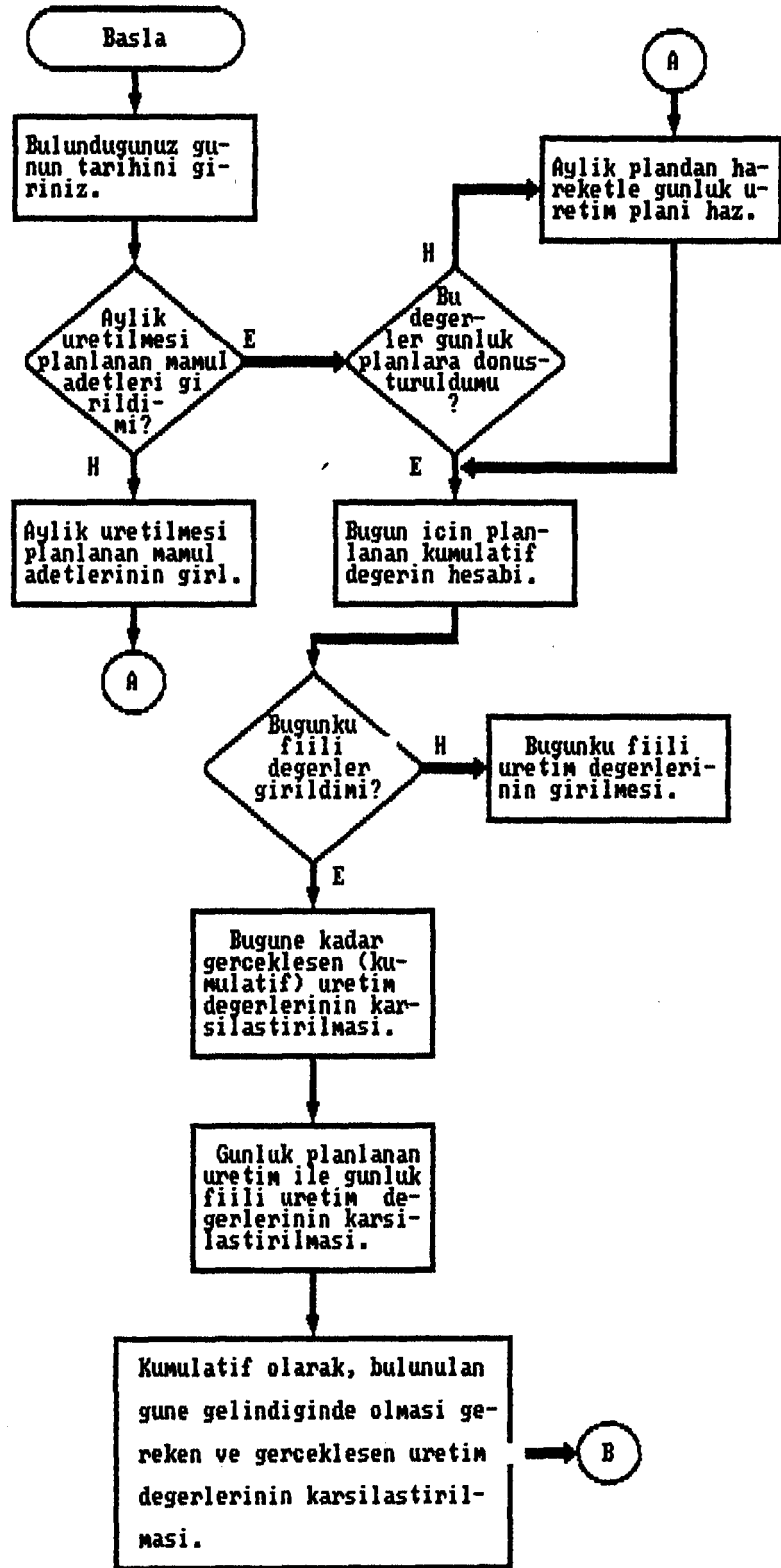 Basla
Bulundugunuz gu-
nun tarihini gi-
riniz.
Aylik
uretilmesi
planlanan mamul
adetleri gi
rildi-
mi?
E
H
Aylik uretilmesi
planlanan mamul
adetlerinin girl.
A
A
Aylik plandan ha-
reketle gunluk u-
retim plani haz.
H
Bu
deger-
ler gunluk
planlara donus-
turuldumu
?
E
Bugun icin plan-
lanan kumulatif
degerin hesabi.
Bugunku
fiili
degerler
girildimi?
H
Bugunku fiili
uretim degerleri-
nin girilmesi.
E
Bugune kadar
gerceklesen (ku-
mulatif) uretim
degerlerinin kar-
silastirilmasi.
Gunluk planlanan
uretim ile gunluk
fiili uretim de-
gerlerinin karsi-
lastirilmasi.
Kumulatif olarak, bulunulan
gune gelindiginde olmasi ge-
reken ve gerceklesen uretim
degerlerinin karsilastiril-
masi.
B